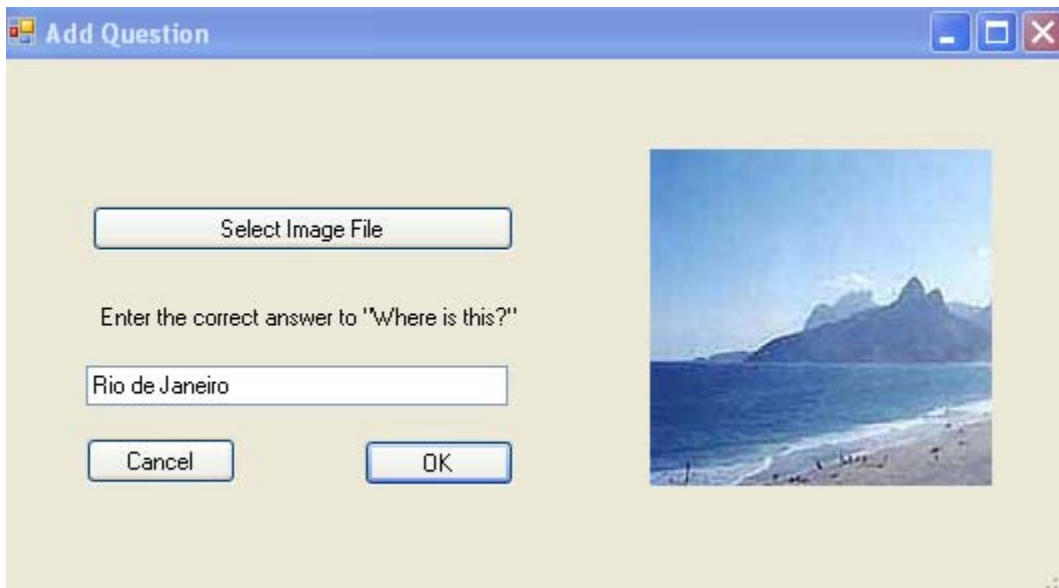 Add Question
Select Image File
Enter the correct answer to "Where is this?"
Rio de Janeiro
Cancel
OK